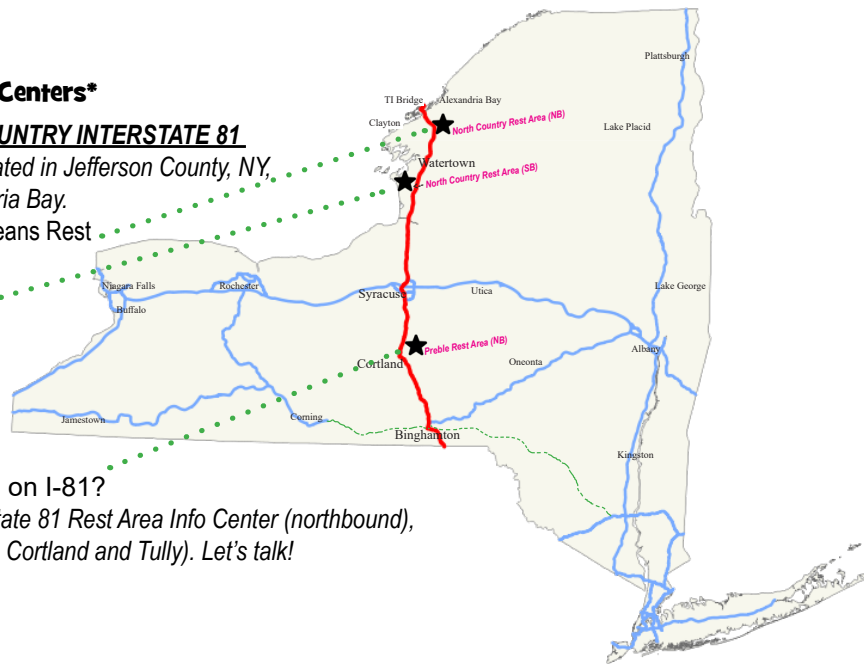 Centers*
UNTRY INTERSTATE 81
ated in Jefferson County, NY,
ria Bay.
eans Rest
on I-81?
tate 81 Rest Area Info Center (northbound),
Cortland and Tully). Let's talk!
Plattsburgh
TI Bridge
Alexandria Bay
Clayton
North Country Rest Area (NB)
Lake Placid
Watertown
North Country Rest Area (SB)
Niagara Falls
Rochester
Syracuse
Utica
Lake George
Buffalo
Preble Rest Area (NB)
Albany
Cortland
Oneonta
Jamestown
Corning
Binghamton
Kingston